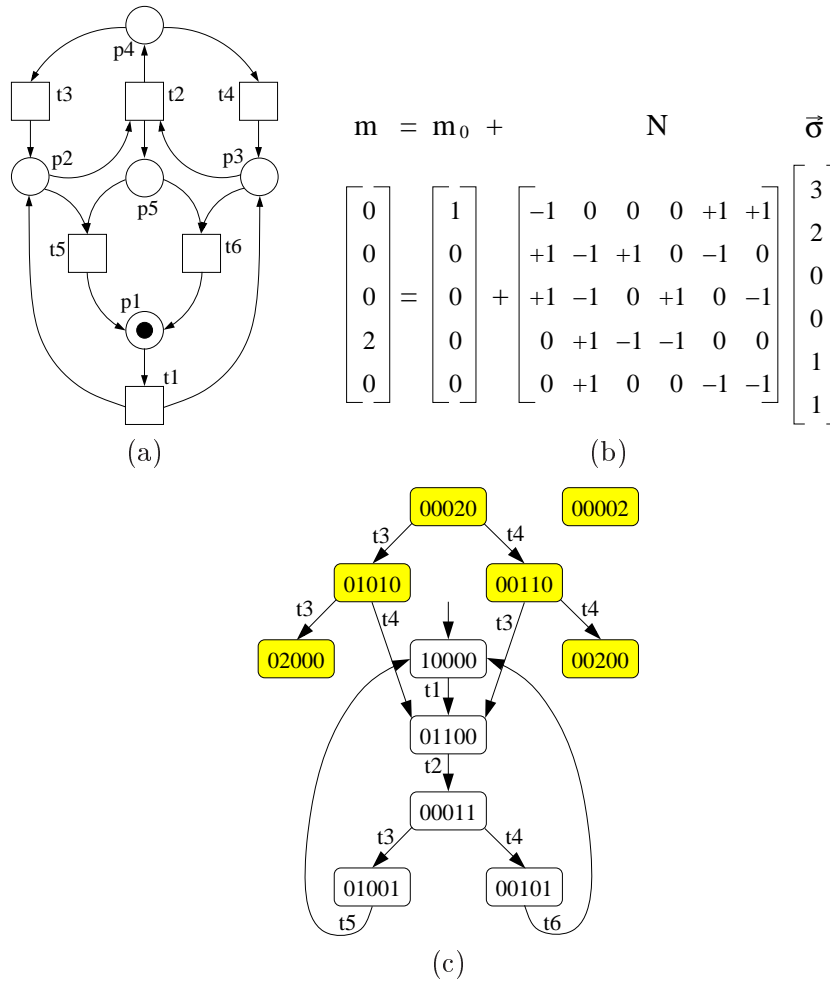 p4
t3 t2 t4
p2 p5 p3
t5 t6
p1
t1
(a)
m = m0 + N σ⃗
0 1 −1 0 0 0 +1 +1 3
0 0 +1 −1 +1 0 −1 0 2
0 = 0 + +1 −1 0 +1 0 −1 0
2 0 0 +1 −1 −1 0 0 0
0 0 0 +1 0 0 −1 −1 1
1
(b)
00020 00002
t3 t4
01010 00110
t3 t4 t3 t4
02000 10000 00200
t1
01100
t2
00011
t3 t4
01001 00101
t5 t6
(c)